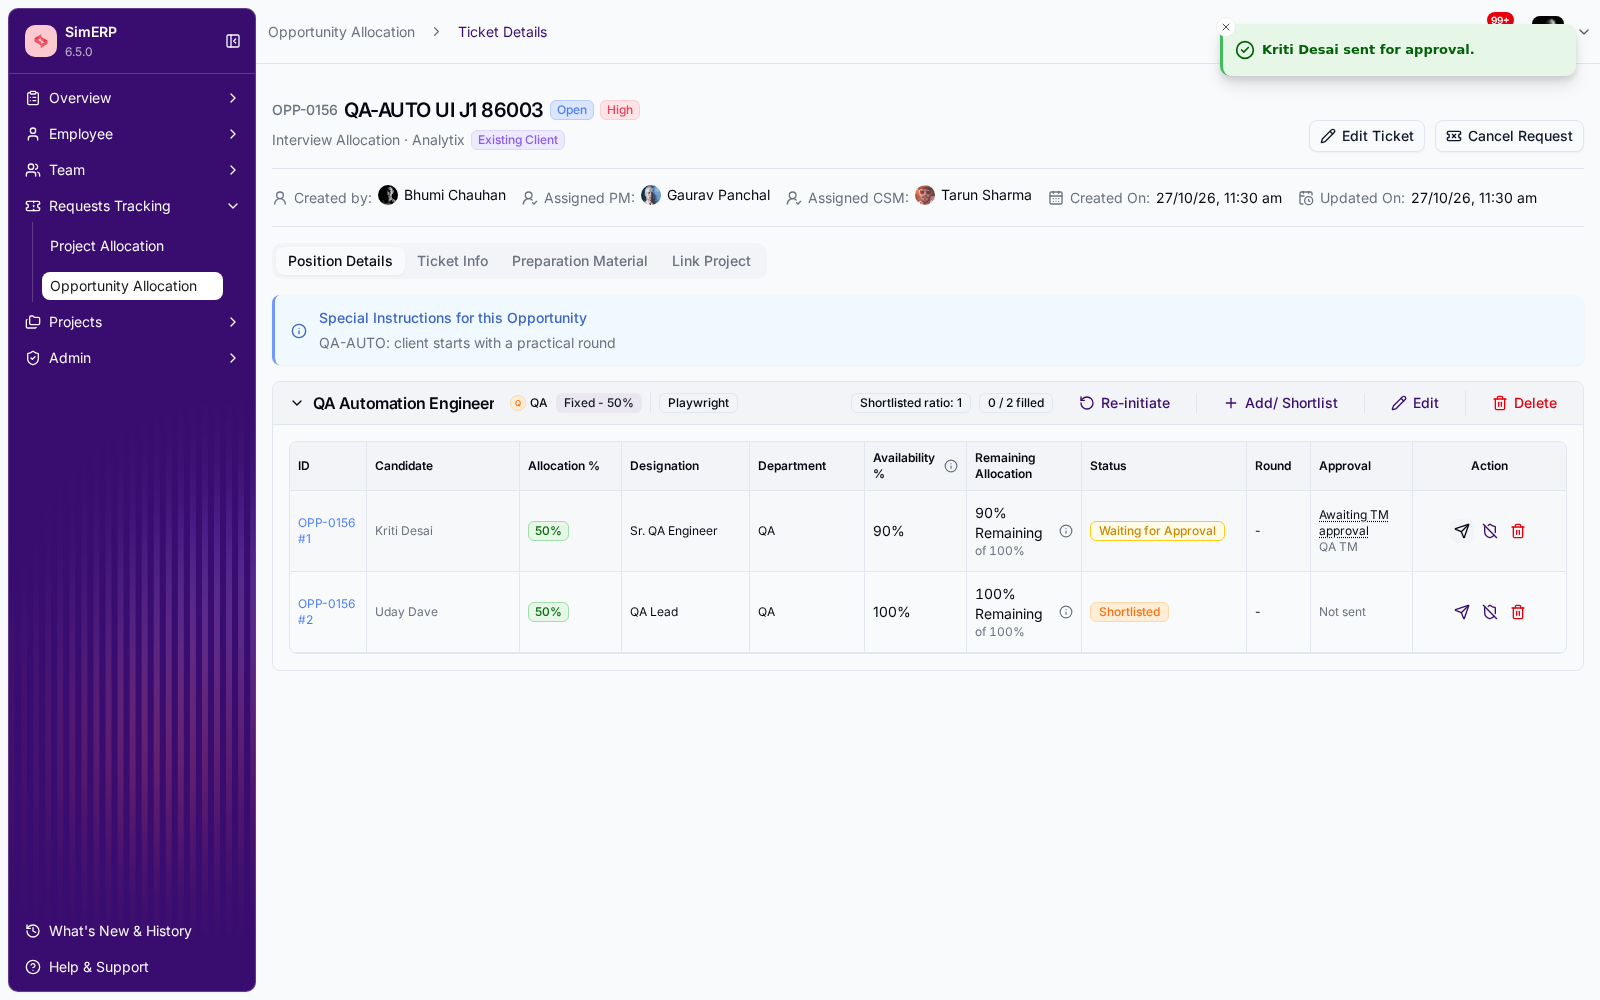 SimERP
6.5.0
Overview
Employee
Team
Requests Tracking
Project Allocation
Opportunity Allocation
Projects
Admin
What's New & History
Help & Support
Opportunity Allocation > Ticket Details
99+
Kriti Desai sent for approval.
OPP-0156 QA-AUTO UI J1 86003 Open High
Interview Allocation · Analytix Existing Client
Edit Ticket Cancel Request
Created by: Bhumi Chauhan Assigned PM: Gaurav Panchal Assigned CSM: Tarun Sharma Created On: 27/10/26, 11:30 am Updated On: 27/10/26, 11:30 am
Position Details Ticket Info Preparation Material Link Project
Special Instructions for this Opportunity
QA-AUTO: client starts with a practical round
QA Automation Engineer Q QA Fixed - 50% Playwright Shortlisted ratio: 1 0 / 2 filled Re-initiate Add/ Shortlist Edit Delete
ID Candidate Allocation % Designation Department Availability % Remaining Allocation Status Round Approval Action
OPP-0156 #1 Kriti Desai 50% Sr. QA Engineer QA 90% 90% Remaining of 100% Waiting for Approval - Awaiting TM approval QA TM
OPP-0156 #2 Uday Dave 50% QA Lead QA 100% 100% Remaining of 100% Shortlisted - Not sent